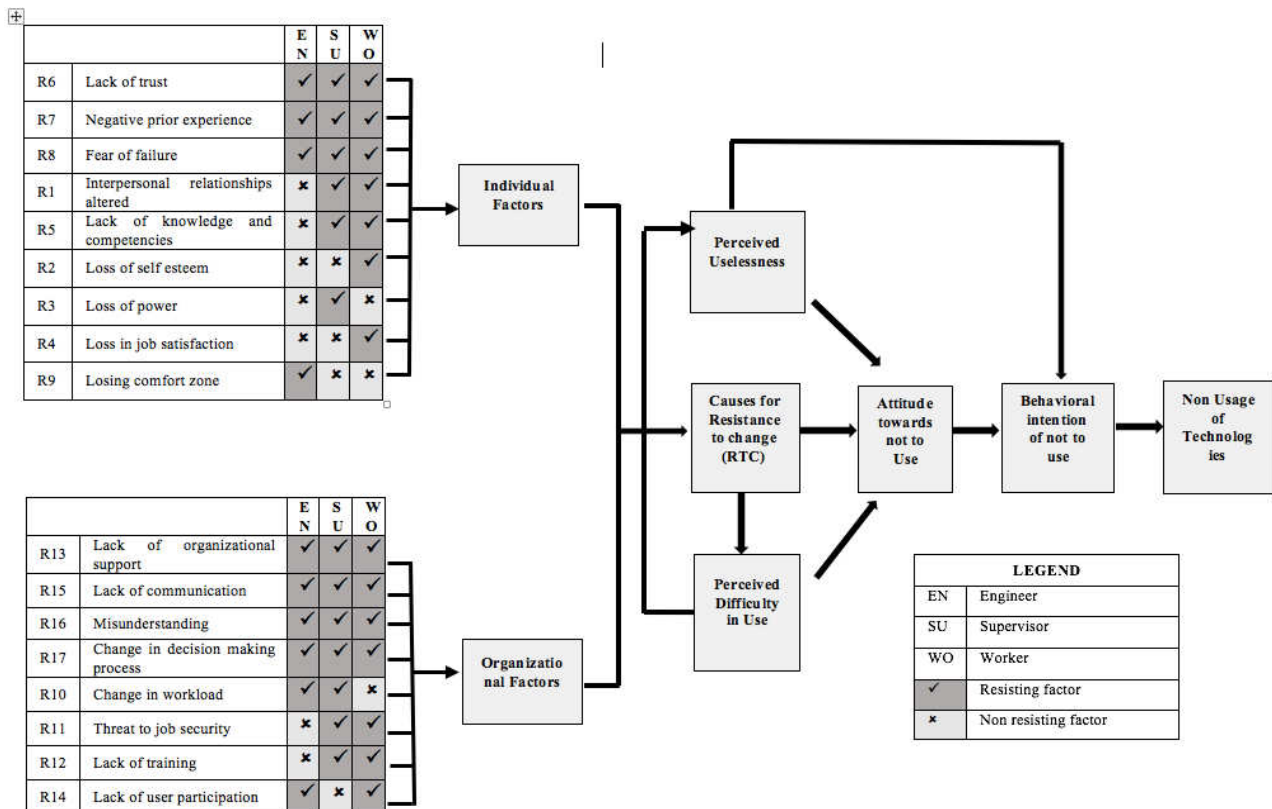 E N S U W O
R6 Lack of trust ✓ ✓ ✓
R7 Negative prior experience ✓ ✓ ✓
R8 Fear of failure ✓ ✓ ✓
R1 Interpersonal relationships
altered × ✓ ✓
R5 Lack of knowledge and
competencies × ✓ ✓
R2 Loss of self esteem × × ✓
R3 Loss of power × ✓ ×
R4 Loss in job satisfaction × × ✓
R9 Losing comfort zone ✓ × ×
Individual
Factors
E N S U W O
R13 Lack of organizational
support ✓ ✓ ✓
R15 Lack of communication ✓ ✓ ✓
R16 Misunderstanding ✓ ✓ ✓
R17 Change in decision making
process ✓ ✓ ✓
R10 Change in workload ✓ ✓ ×
R11 Threat to job security × ✓ ✓
R12 Lack of training × ✓ ✓
R14 Lack of user participation ✓ × ✓
Organizatio
nal Factors
Perceived
Uselessness
Causes for
Resistance
to change
(RTC)
Perceived
Difficulty
in Use
Attitude
towards
not to
Use
Behavioral
intention
of not to
use
Non Usage
of
Technolog
ies
LEGEND
EN Engineer
SU Supervisor
WO Worker
✓ Resisting factor
× Non resisting factor